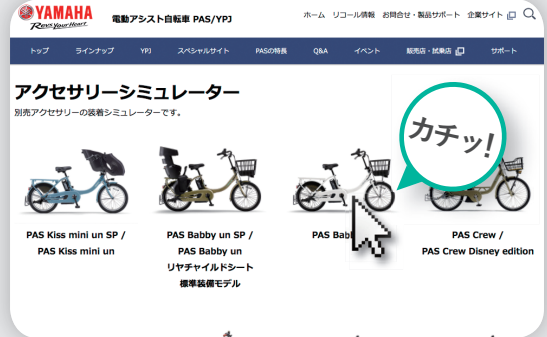 YAMAHA
Revs Your Heart
電動アシスト自転車 PAS/YPJ
ホーム リコール情報 お問合せ・製品サポート 企業サイト
トップ ラインナップ YPJ スペシャルサイト PASの特長 Q&A イベント 販売店・試乗店 サポート
アクセサリーシミュレーター
別売アクセサリーの装着シミュレーターです。
カチッ!
PAS Kiss mini un SP /
PAS Kiss mini un
PAS Babby un SP /
PAS Babby un
リヤチャイルドシート
標準装備モデル
PAS
PAS Crew /
PAS Crew Disney edition